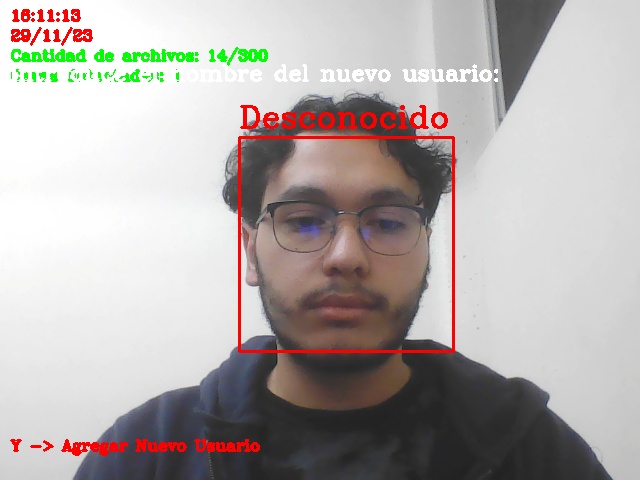 16:11:13
29/11/23
Cantidad de archivos: 14/300
nombre del nuevo usuario:
Desconocido
Y -> Agregar Nuevo Usuario